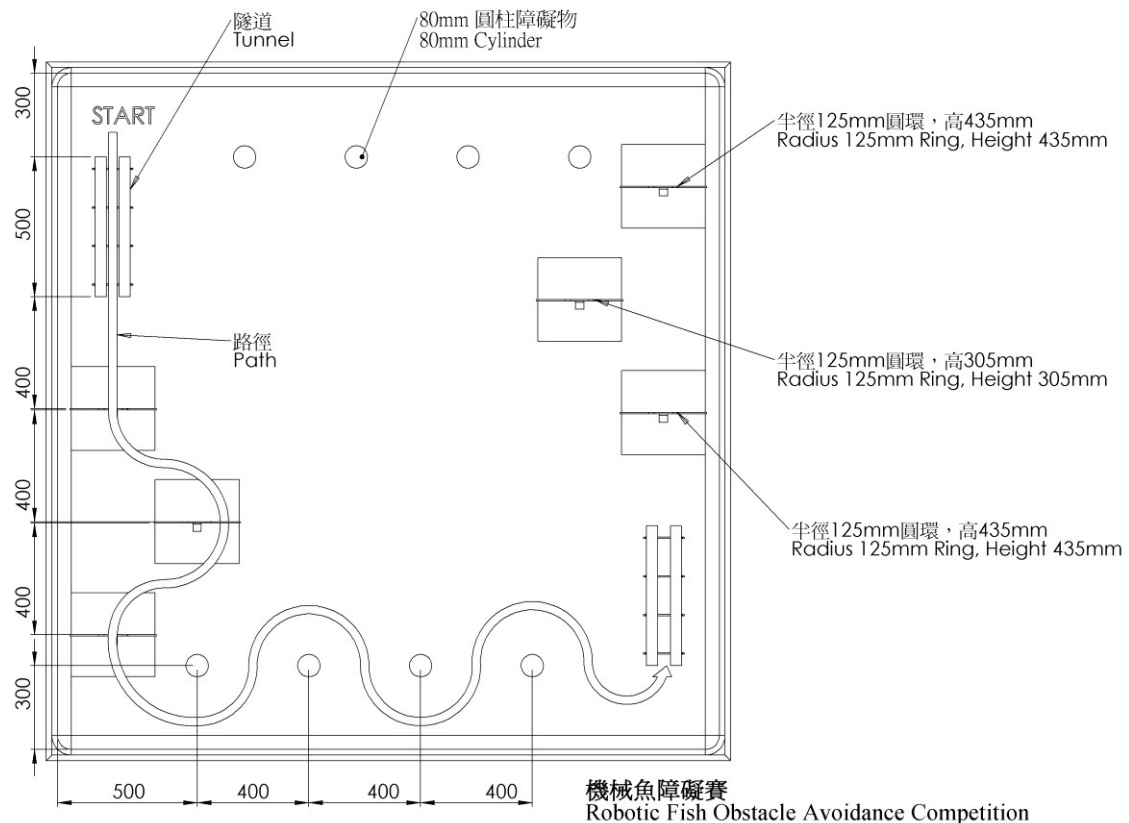 隧道
Tunnel
80mm 圓柱障礙物
80mm Cylinder
START
半徑125mm圓環，高435mm
Radius 125mm Ring, Height 435mm
路徑
Path
半徑125mm圓環，高305mm
Radius 125mm Ring, Height 305mm
半徑125mm圓環，高435mm
Radius 125mm Ring, Height 435mm
300
500
400
400
400
300
500
400
400
400
機械魚障礙賽
Robotic Fish Obstacle Avoidance Competition